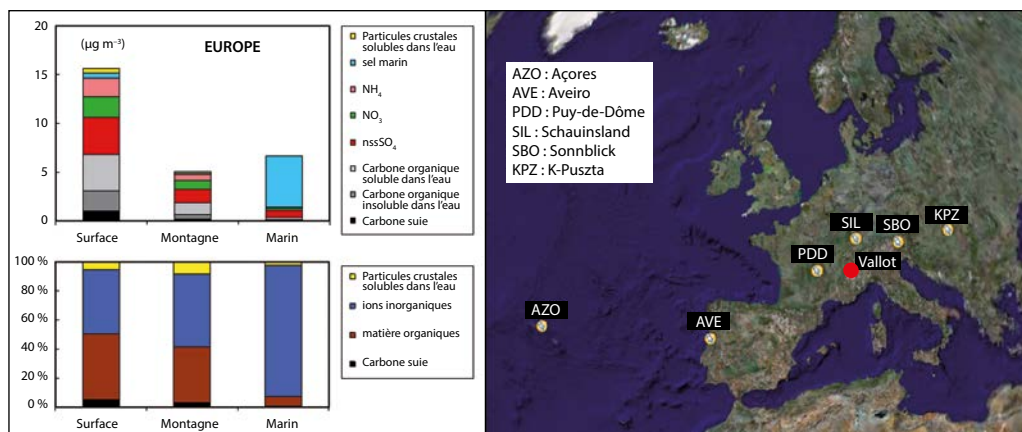 20
15
10
5
0
(µg m⁻³)
EUROPE
Surface
Montagne
Marin
Particules crustales
solubles dans l'eau
sel marin
NH₄
NO₃
nssSO₄
Carbone organique
soluble dans l'eau
Carbone organique
insoluble dans l'eau
Carbone suie
100 %
80 %
60 %
40 %
20 %
0 %
Surface
Montagne
Marin
Particules crustales
solubles dans l'eau
ions inorganiques
matière organiques
Carbone suie
AZO : Açores
AVE : Aveiro
PDD : Puy-de-Dôme
SIL : Schauinsland
SBO : Sonnblick
KPZ : K-Puszta
KPZ
SIL
SBO
PDD
Vallot
AZO
AVE